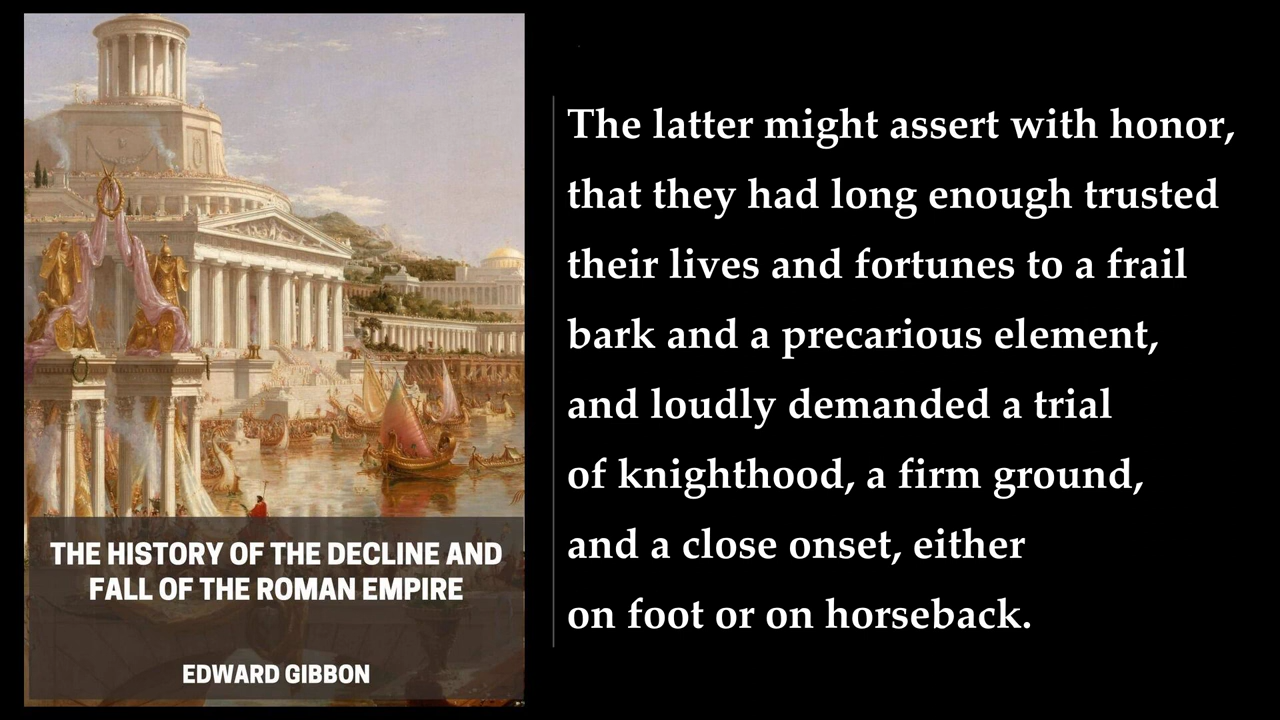 THE HISTORY OF THE DECLINE AND
FALL OF THE ROMAN EMPIRE
EDWARD GIBBON
The latter might assert with honor,
that they had long enough trusted
their lives and fortunes to a frail
bark and a precarious element,
and loudly demanded a trial
of knighthood, a firm ground,
and a close onset, either
on foot or on horseback.